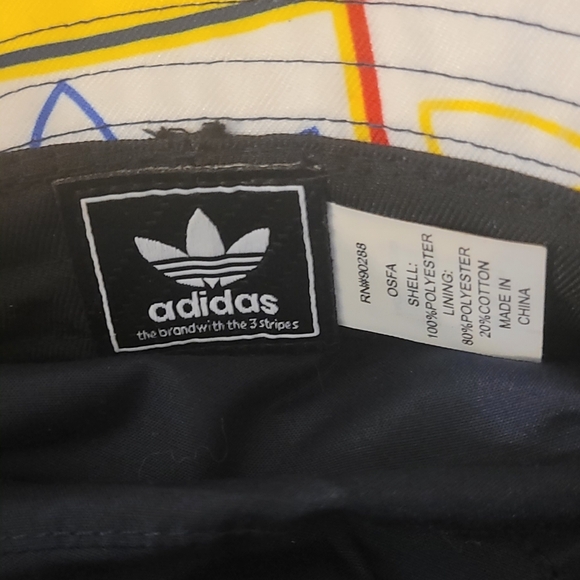 adidas
the brand with the 3 stripes
RN#90288
OSFA
SHELL:
100%POLYESTER
LINING:
80%POLYESTER
20%COTTON
MADE IN
CHINA